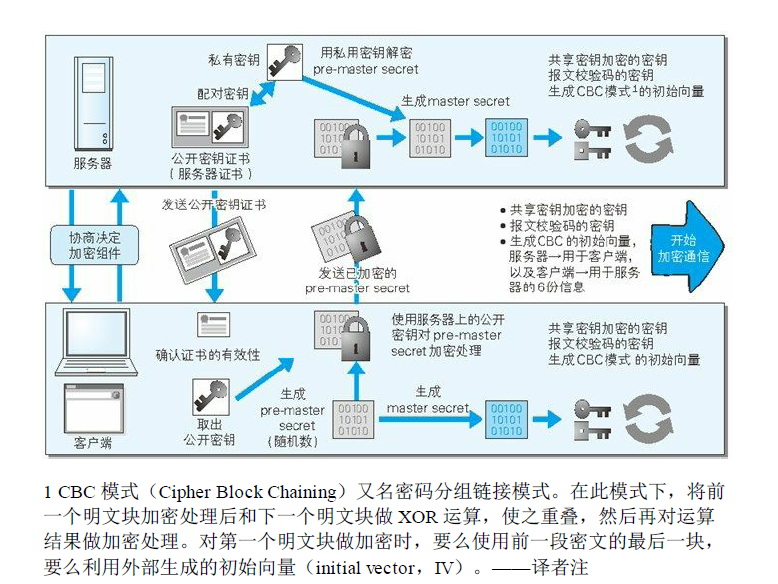 私有密钥
用私用密钥解密
pre-master secret
共享密钥加密的密钥
报文校验码的密钥
生成CBC模式1的初始向量
配对密钥
生成master secret
00100
10101
01010
00100
10101
01010
00100
10101
01010
服务器
公开密钥证书
（服务器证书）
发送公开密钥证书
协商决定
加密组件
00100
10101
01010
发送已加密的
pre-master secret
●共享密钥加密的密钥
●报文校验码的密钥
●生成CBC的初始向量，
服务器→用于客户端，
以及客户端→用于服务
器的6份信息
开始
加密通信
确认证书的有效性
00100
10101
01010
使用服务器上的公开
密钥对pre-master
secret加密处理
共享密钥加密的密钥
报文校验码的密钥
生成CBC模式 的初始向量
客户端
取出
公开密钥
生成
pre-master
secret
（随机数）
00100
10101
01010
生成
master secret
00100
10101
01010
1 CBC 模式（Cipher Block Chaining）又名密码分组链接模式。在此模式下，将前
一个明文块加密处理后和下一个明文块做 XOR 运算，使之重叠，然后再对运算
结果做加密处理。对第一个明文块做加密时，要么使用前一段密文的最后一块，
要么利用外部生成的初始向量（initial vector，IV）。——译者注